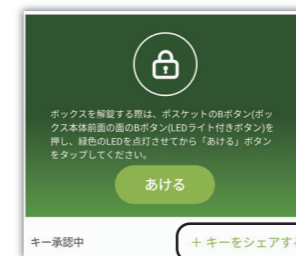 ボックスを解錠する際は、ポスケットのBボタン(ボッ
クス本体前面の面のBボタン(LEDライト付きボタン)を
押し、緑色のLEDを点灯させてから「あける」ボタン
をタップしてください。
あける
キー承認中
＋キーをシェアする